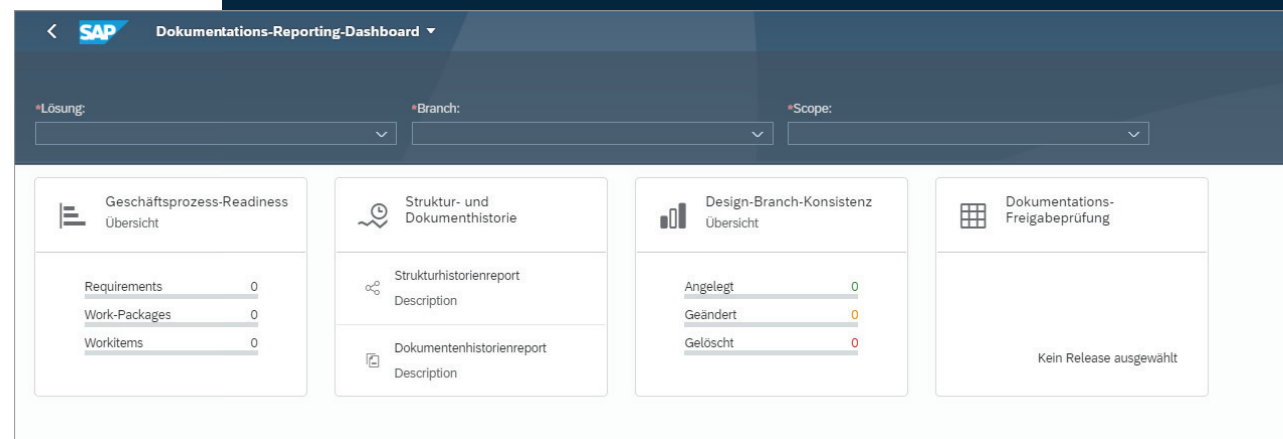 SAP Dokumentations-Reporting-Dashboard
*Lösung: *Branch: *Scope:
Geschäftsprozess-Readiness
Übersicht
Requirements 0
Work-Packages 0
Workitems 0
Struktur- und
Dokumenthistorie
Strukturhistorienreport
Description
Dokumentenhistorienreport
Description
Design-Branch-Konsistenz
Übersicht
Angelegt 0
Geändert 0
Gelöscht 0
Dokumentations-
Freigabeprüfung
Kein Release ausgewählt